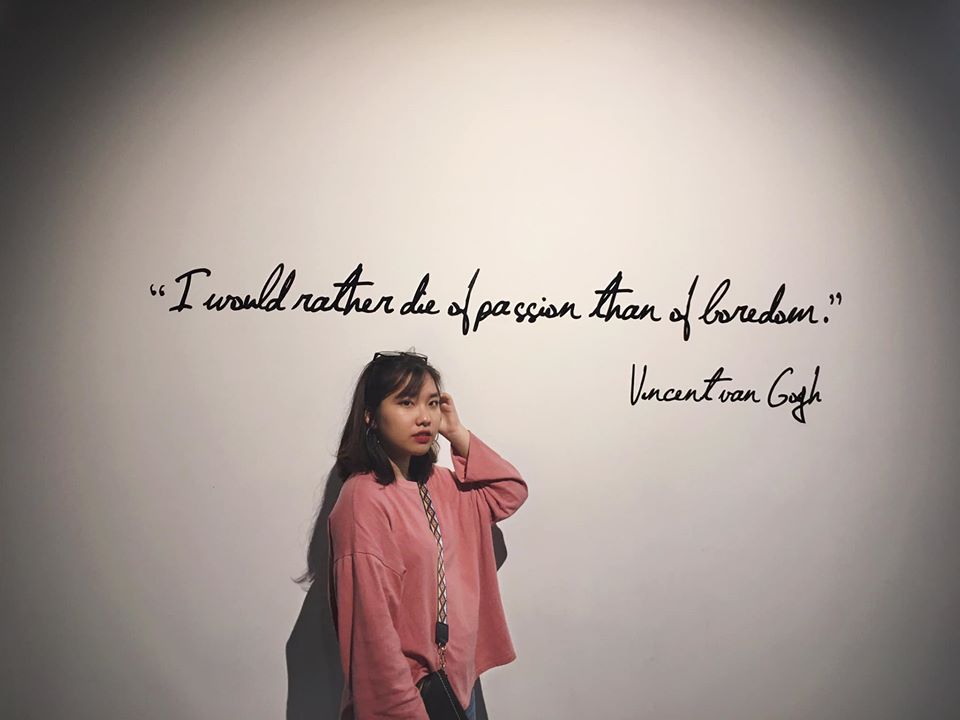 “I would rather die of passion than of boredom.”
Vincent van Gogh